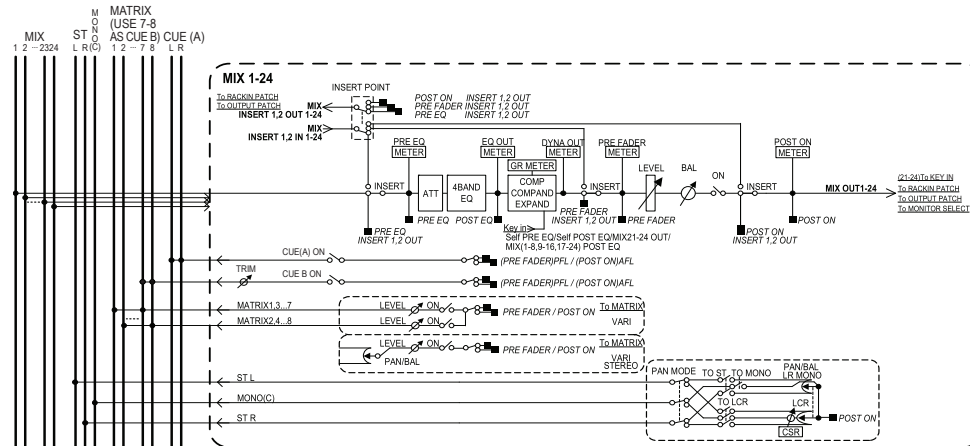 MIX
1 2 ... 2324
ST
L R
MONO
(C)
MATRIX
(USE 7-8
AS CUE B)
1 2 ... 7 8
CUE (A)
L R
MIX 1-24
To RACKIN PATCH
To OUTPUT PATCH
MIX
INSERT 1,2 OUT 1-24
MIX
INSERT 1,2 IN 1-24
INSERT POINT
POST ON INSERT 1,2 OUT
PRE FADER INSERT 1,2 OUT
PRE EQ INSERT 1,2 OUT
INSERT
PRE EQ
INSERT 1,2 OUT
PRE EQ
METER
PRE EQ
ATT
4BAND
EQ
EQ OUT
METER
POST EQ
GR METER
COMP
COMPAND
EXPAND
DYNA OUT
METER
Key in
Self PRE EQ/Self POST EQ/MIX21-24 OUT/
MIX(1-8,9-16,17-24) POST EQ
INSERT
PRE FADER
INSERT 1,2 OUT
PRE FADER
METER
PRE FADER
LEVEL
BAL
ON
INSERT
POST ON
INSERT 1,2 OUT
POST ON
METER
POST ON
MIX OUT1-24
(21-24)To KEY IN
To RACKIN PATCH
To OUTPUT PATCH
To MONITOR SELECT
CUE(A) ON
(PRE FADER)PFL / (POST ON)AFL
TRIM
CUE B ON
(PRE FADER)PFL / (POST ON)AFL
MATRIX1,3...7
LEVEL
ON
PRE FADER / POST ON
To MATRIX
MATRIX2,4...8
LEVEL
ON
VARI
LEVEL
ON
PAN/BAL
PRE FADER / POST ON
To MATRIX
VARI
STEREO
ST L
MONO(C)
ST R
PAN MODE
TO ST
TO MONO
PAN/BAL
LR MONO
TO LCR
LCR
CSR
POST ON